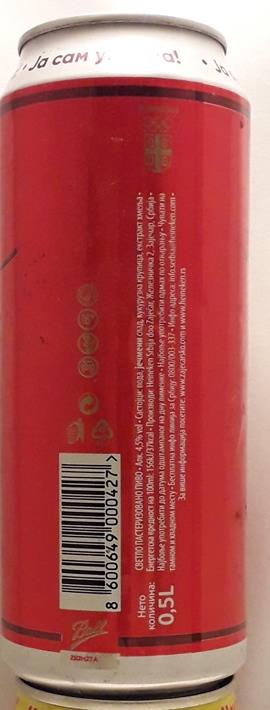 • Ја сам у
а! • Ја
СВЕТЛО ПАСТЕРИЗОВАНО ПИВО • Алк. 4,5% vol • Састојци: вода, јечмени слад, кукурузна крупица, екстракт хмеља •
Енергетска вредност на 100ml: 156kJ/37kcal • Произвођач: Heineken Srbija doo Zaječar, Железничка 2, Зајечар, Србија •
Најбоље употребити до датума одштампаног на дну лименке • Најбоље употребити одмах по отварању • Чувати на
тамном и хладном месту • Бесплатна инфо линија за Србију: 0800/003-337 • Инфо адреса: info.serbia@heineken.com •
За више информација посетите: www.zajecarsko.com и www.heineken.rs
8 600649 000427 >
Нето
количина:
0,5L
Ball